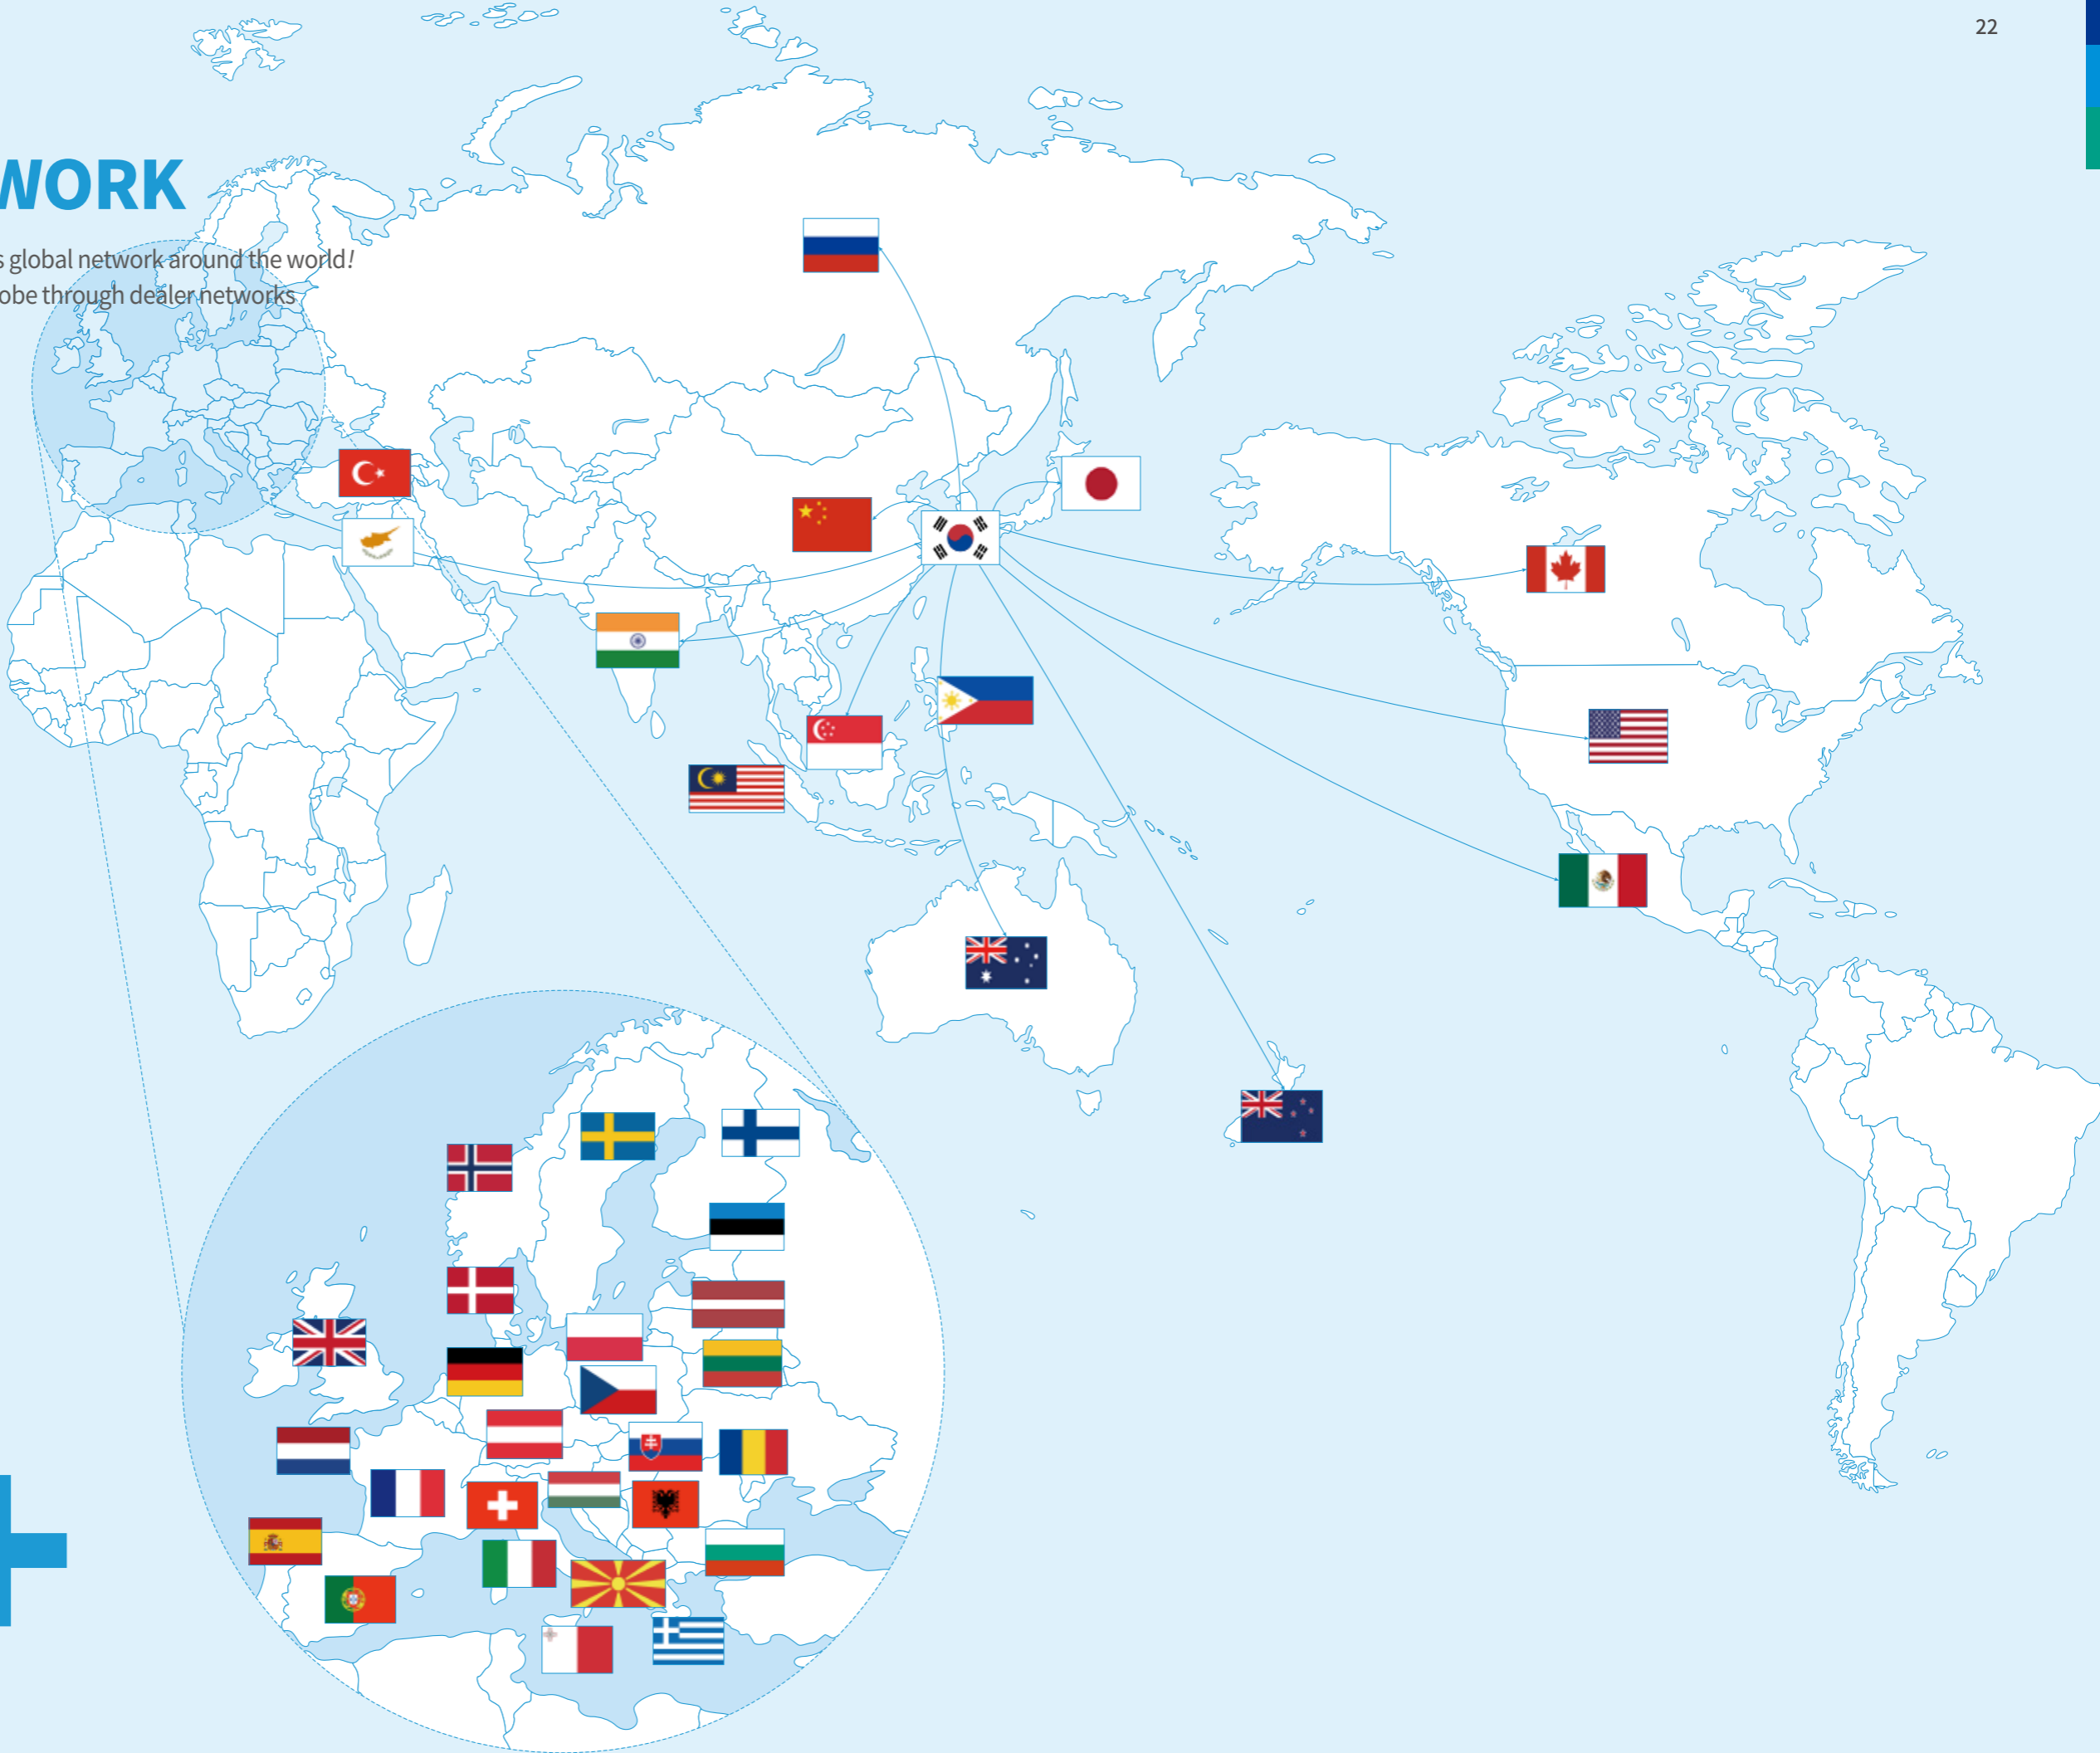 22
WORK
s global network around the world!
obe through dealer networks
+